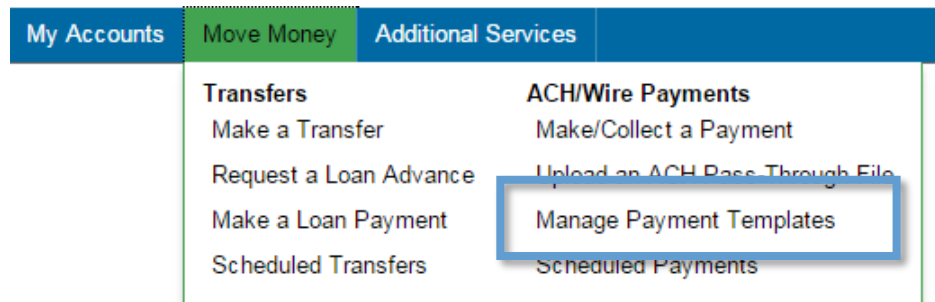 My Accounts Move Money Additional Services
Transfers
Make a Transfer
Request a Loan Advance
Make a Loan Payment
Scheduled Transfers
ACH/Wire Payments
Make/Collect a Payment
Upload an ACH Pass-Through File
Manage Payment Templates
Scheduled Payments